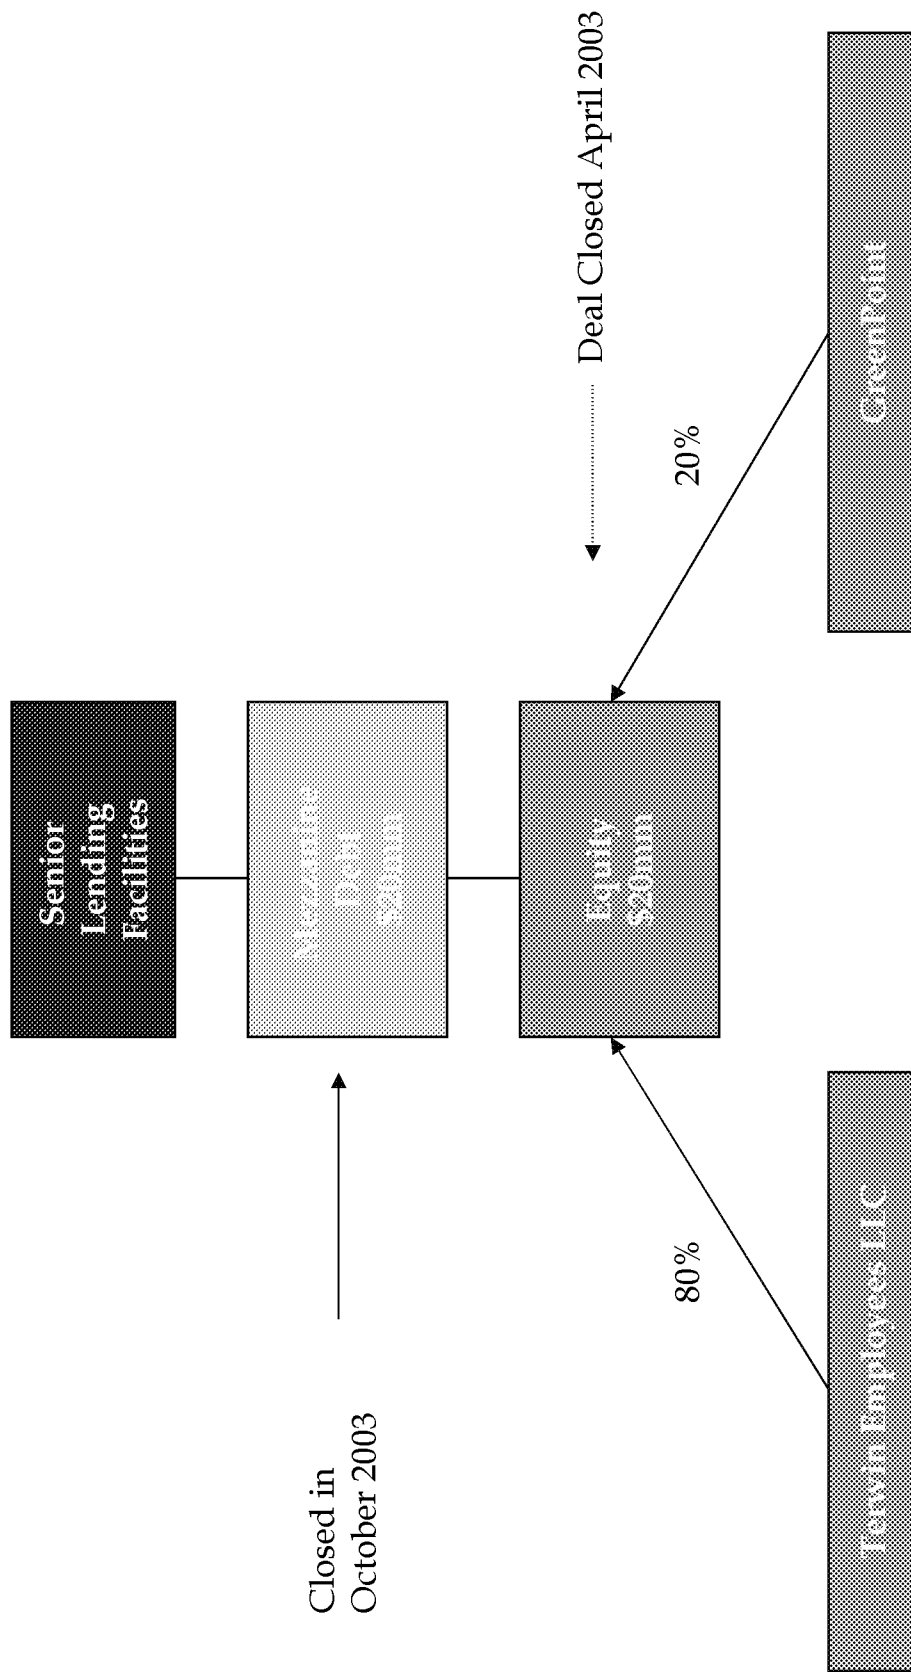 Senior
Lending
Facilities
Closed in
October 2003
Mezzanine
Debt
$20mm
Equity
$20mm
Deal Closed April 2003
80%
20%
Terwin Employees LLC
GreenPoint